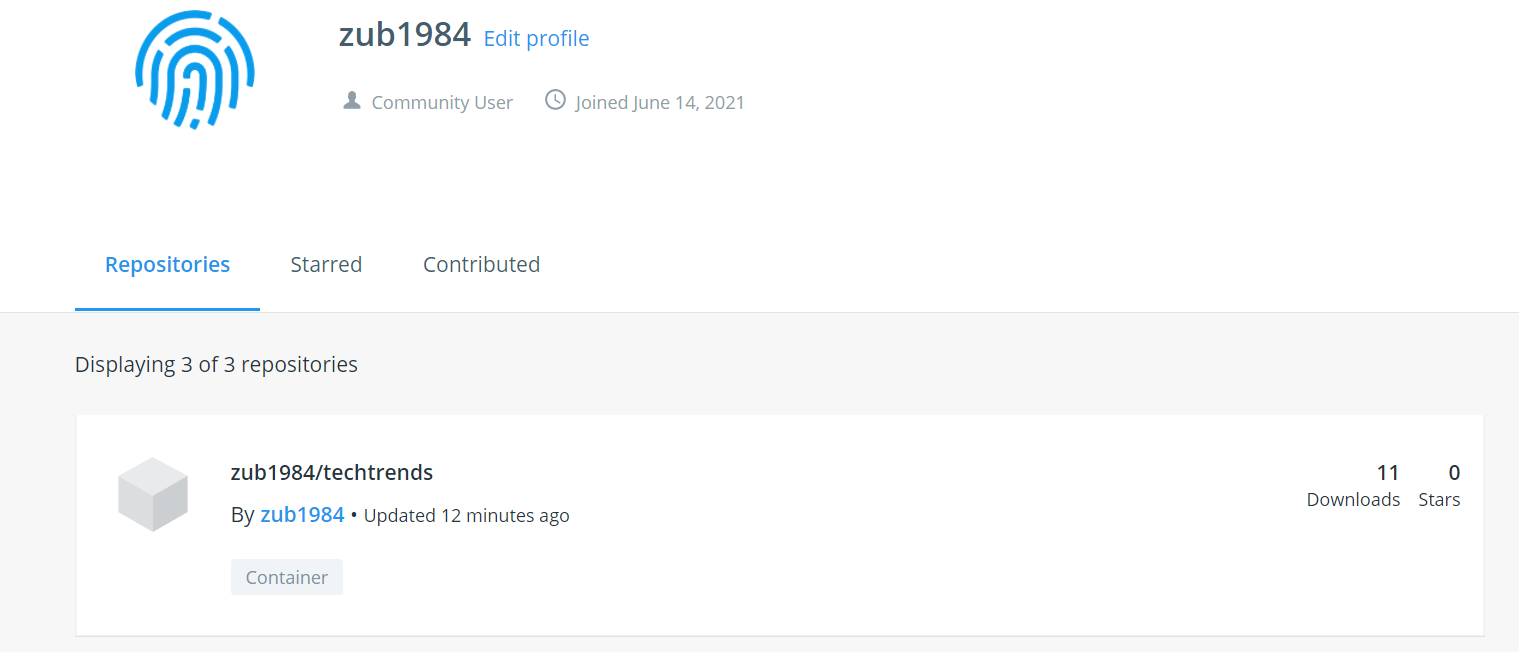 zub1984 Edit profile
Community User Joined June 14, 2021
Repositories Starred Contributed
Displaying 3 of 3 repositories
zub1984/techtrends 11 0
Downloads Stars
By zub1984 • Updated 12 minutes ago
Container